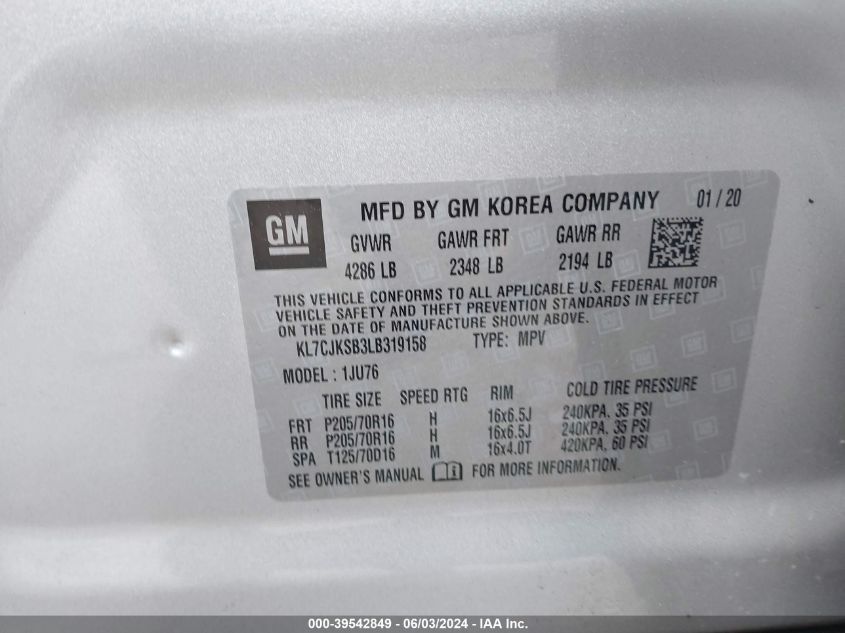 GM
MFD BY GM KOREA COMPANY 01 / 20
GVWR GAWR FRT GAWR RR
4286 LB 2348 LB 2194 LB
THIS VEHICLE CONFORMS TO ALL APPLICABLE U.S. FEDERAL MOTOR
VEHICLE SAFETY AND THEFT PREVENTION STANDARDS IN EFFECT
ON THE DATE OF MANUFACTURE SHOWN ABOVE.
KL7CJKSB3LB319158 TYPE: MPV
MODEL : 1JU76
TIRE SIZE SPEED RTG RIM COLD TIRE PRESSURE
FRT P205/70R16 H 16x6.5J 240KPA, 35 PSI
RR P205/70R16 H 16x6.5J 240KPA, 35 PSI
SPA T125/70D16 M 16x4.0T 420KPA, 60 PSI
SEE OWNER'S MANUAL FOR MORE INFORMATION.
000-39542849 - 06/03/2024 - IAA Inc.